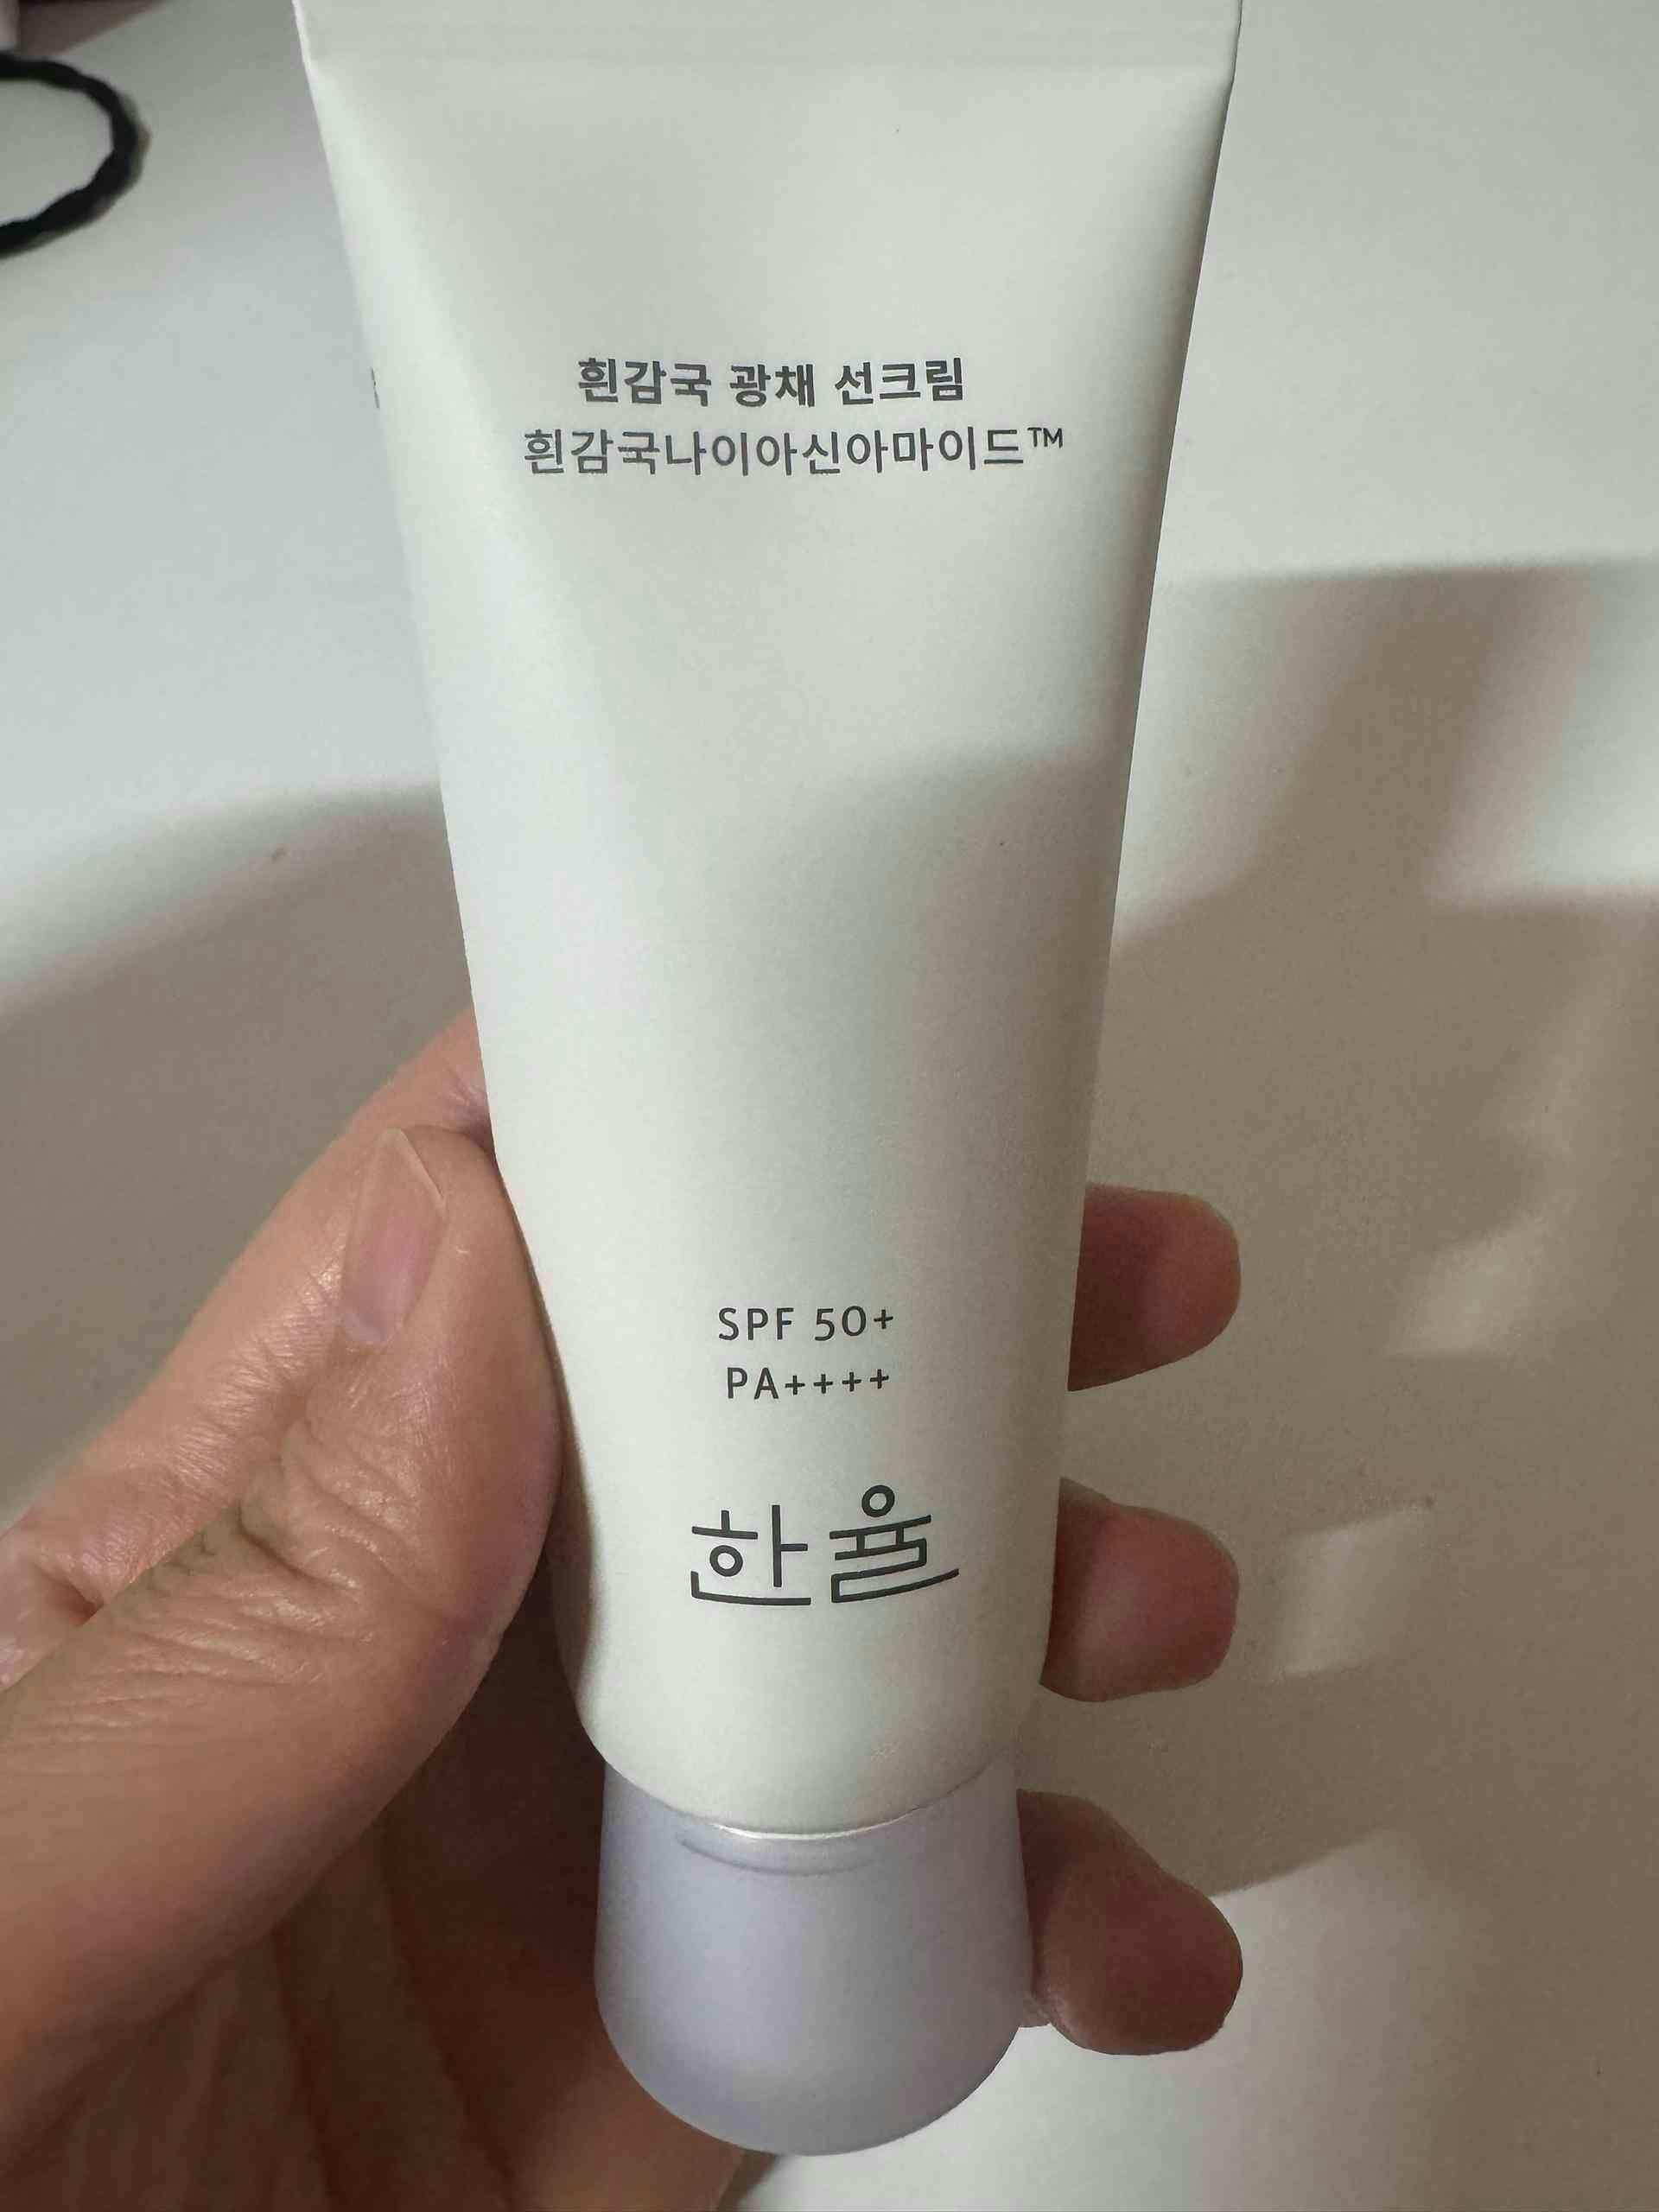 흰감국 광채 선크림
흰감국나이아신아마이드™
SPF 50+
PA++++
한율